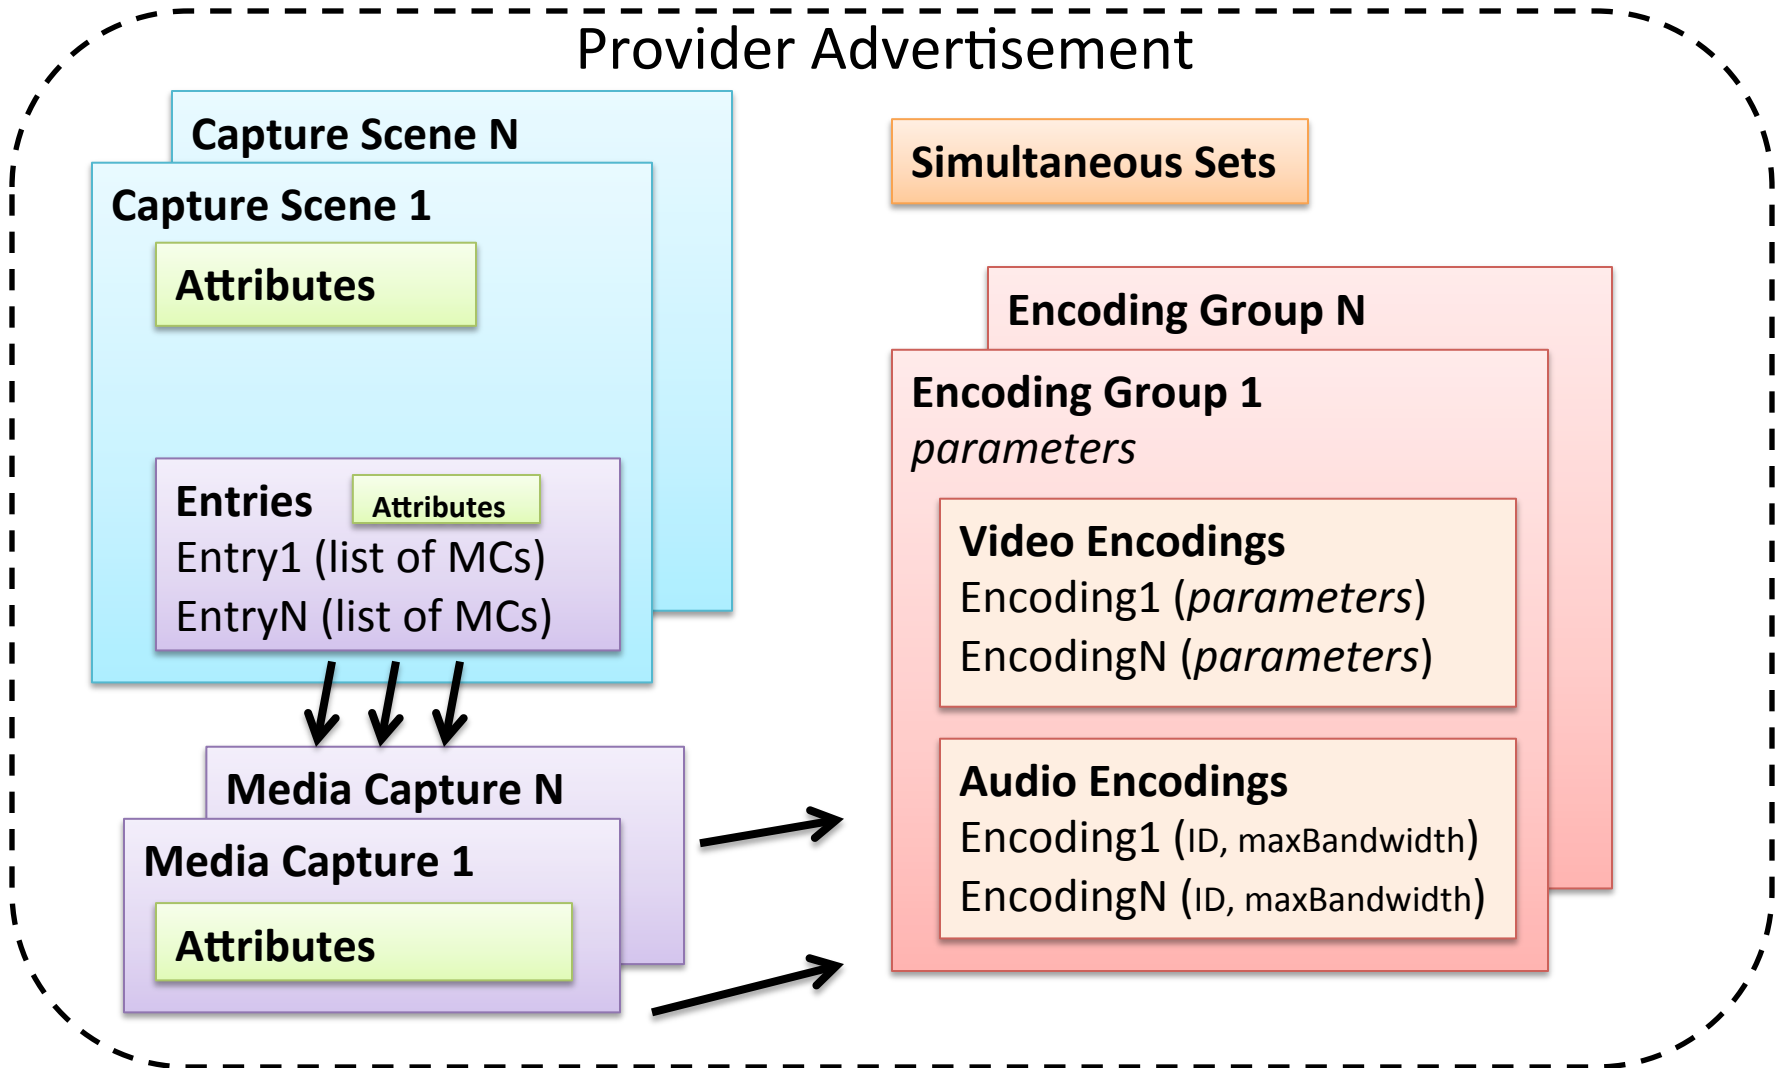 Provider Advertisement
Capture Scene N
Capture Scene 1
Attributes
Entries Attributes
Entry1 (list of MCs)
EntryN (list of MCs)
Media Capture N
Media Capture 1
Attributes
Simultaneous Sets
Encoding Group N
Encoding Group 1
parameters
Video Encodings
Encoding1 (parameters)
EncodingN (parameters)
Audio Encodings
Encoding1 (ID, maxBandwidth)
EncodingN (ID, maxBandwidth)